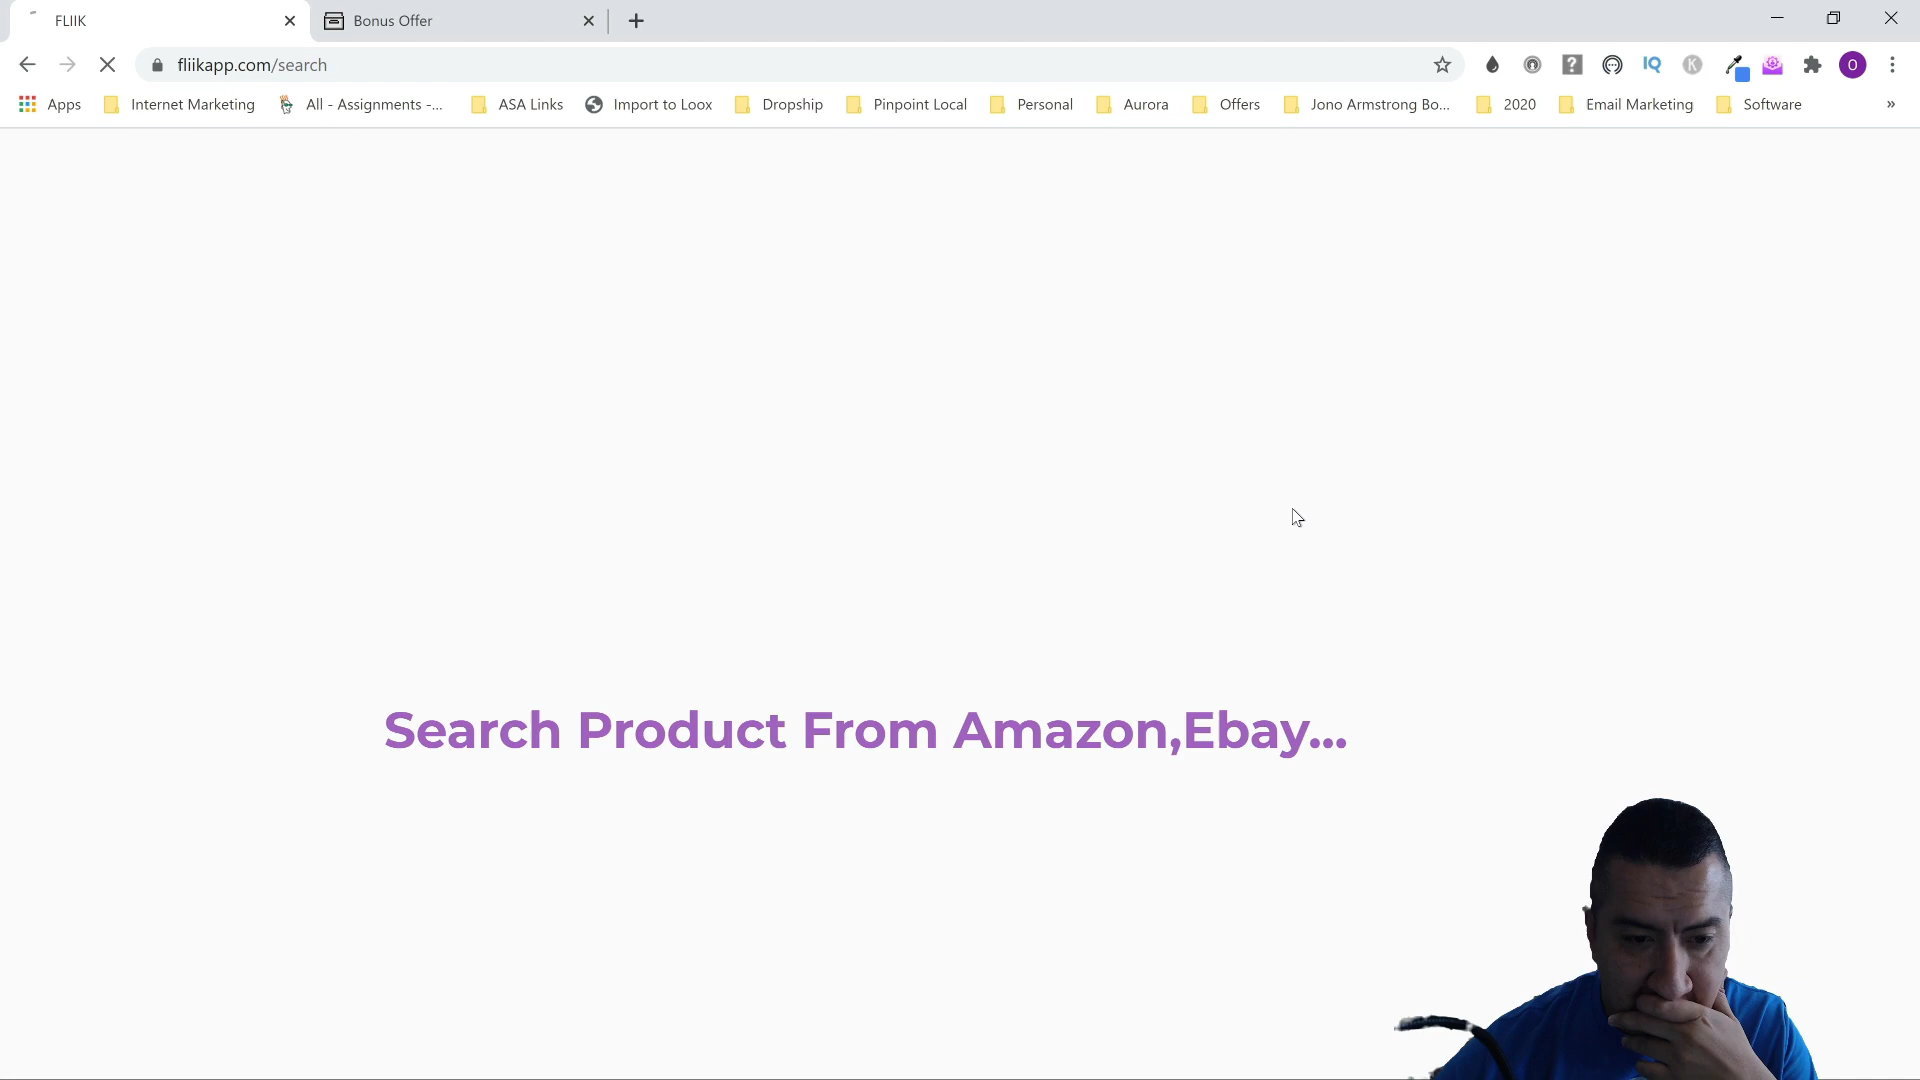 FLIIK
Bonus Offer
fliikapp.com/search
IQ
K
O
Apps
Internet Marketing
All - Assignments -...
ASA Links
Import to Loox
Dropship
Pinpoint Local
Personal
Aurora
Offers
Jono Armstrong Bo...
2020
Email Marketing
Software
»
Search Product From Amazon,Ebay...